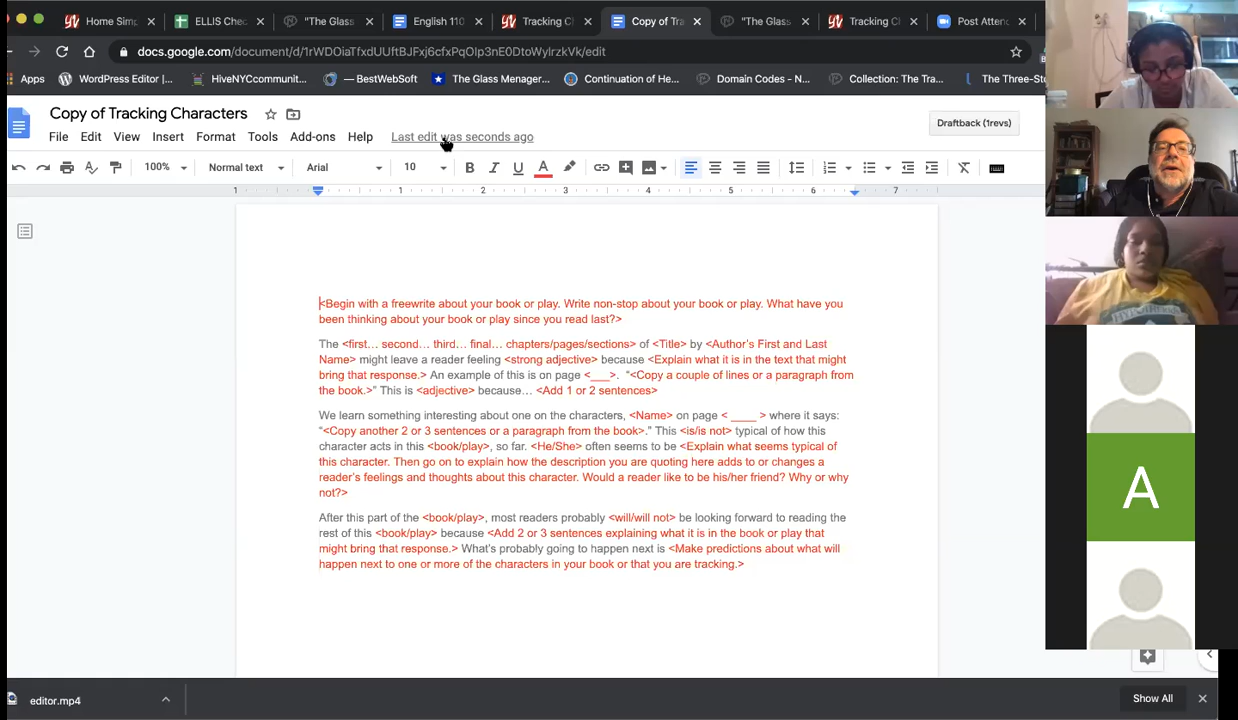 Home Simp
ELLIS Chec
"The Glass
English 110
Tracking C
Copy of Tra
"The Glass
Tracking C
Post Atten
docs.google.com/document/d/1rWDOiaTfxdUUftBJFxj6cfxPqOlp3nE0DtoWylrzkVk/edit
Apps
WordPress Editor |...
HiveNYCcommunit...
— BestWebSoft
The Glass Menager...
Continuation of He...
Domain Codes - N...
Collection: The Tra...
The Three-St
Copy of Tracking Characters
File Edit View Insert Format Tools Add-ons Help Last edit was seconds ago
Draftback (1revs)
100% Normal text Arial 10 B I U A
1 1 2 3 4 5 6 7
<Begin with a freewrite about your book or play. Write non-stop about your book or play. What have you
been thinking about your book or play since you read last?>
The <first... second... third... final... chapters/pages/sections> of <Title> by <Author's First and Last
Name> might leave a reader feeling <strong adjective> because <Explain what it is in the text that might
bring that response.> An example of this is on page <___>. "<Copy a couple of lines or a paragraph from
the book.>" This is <adjective> because... <Add 1 or 2 sentences>
We learn something interesting about one on the characters, <Name> on page < ____ > where it says:
"<Copy another 2 or 3 sentences or a paragraph from the book>." This <is/is not> typical of how this
character acts in this <book/play>, so far. <He/She> often seems to be <Explain what seems typical of
this character. Then go on to explain how the description you are quoting here adds to or changes a
reader's feelings and thoughts about this character. Would a reader like to be his/her friend? Why or why
not?>
After this part of the <book/play>, most readers probably <will/will not> be looking forward to reading the
rest of this <book/play> because <Add 2 or 3 sentences explaining what it is in the book or play that
might bring that response.> What's probably going to happen next is <Make predictions about what will
happen next to one or more of the characters in your book or that you are tracking.>
A
editor.mp4
Show All